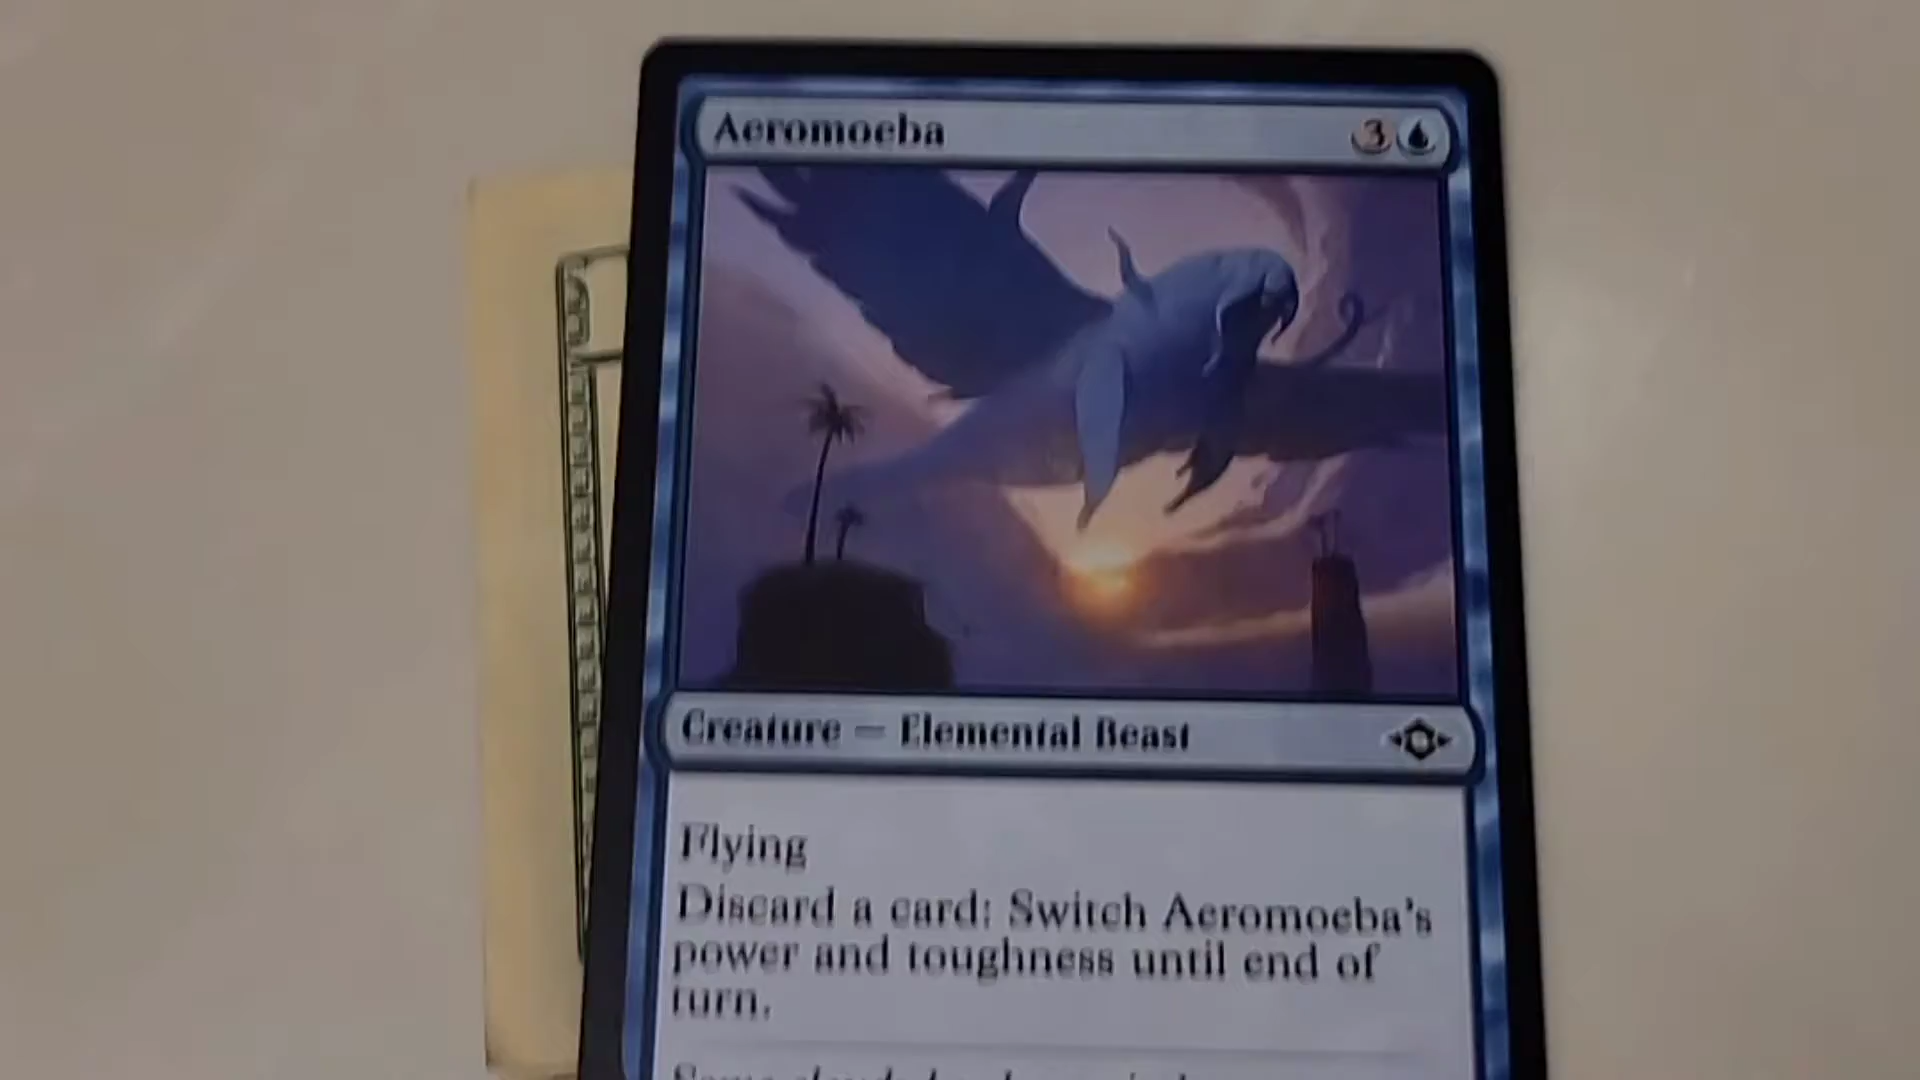 Aeromoeba 3
Creature — Elemental Beast
Flying
Discard a card: Switch Aeromoeba's
power and toughness until end of
turn.